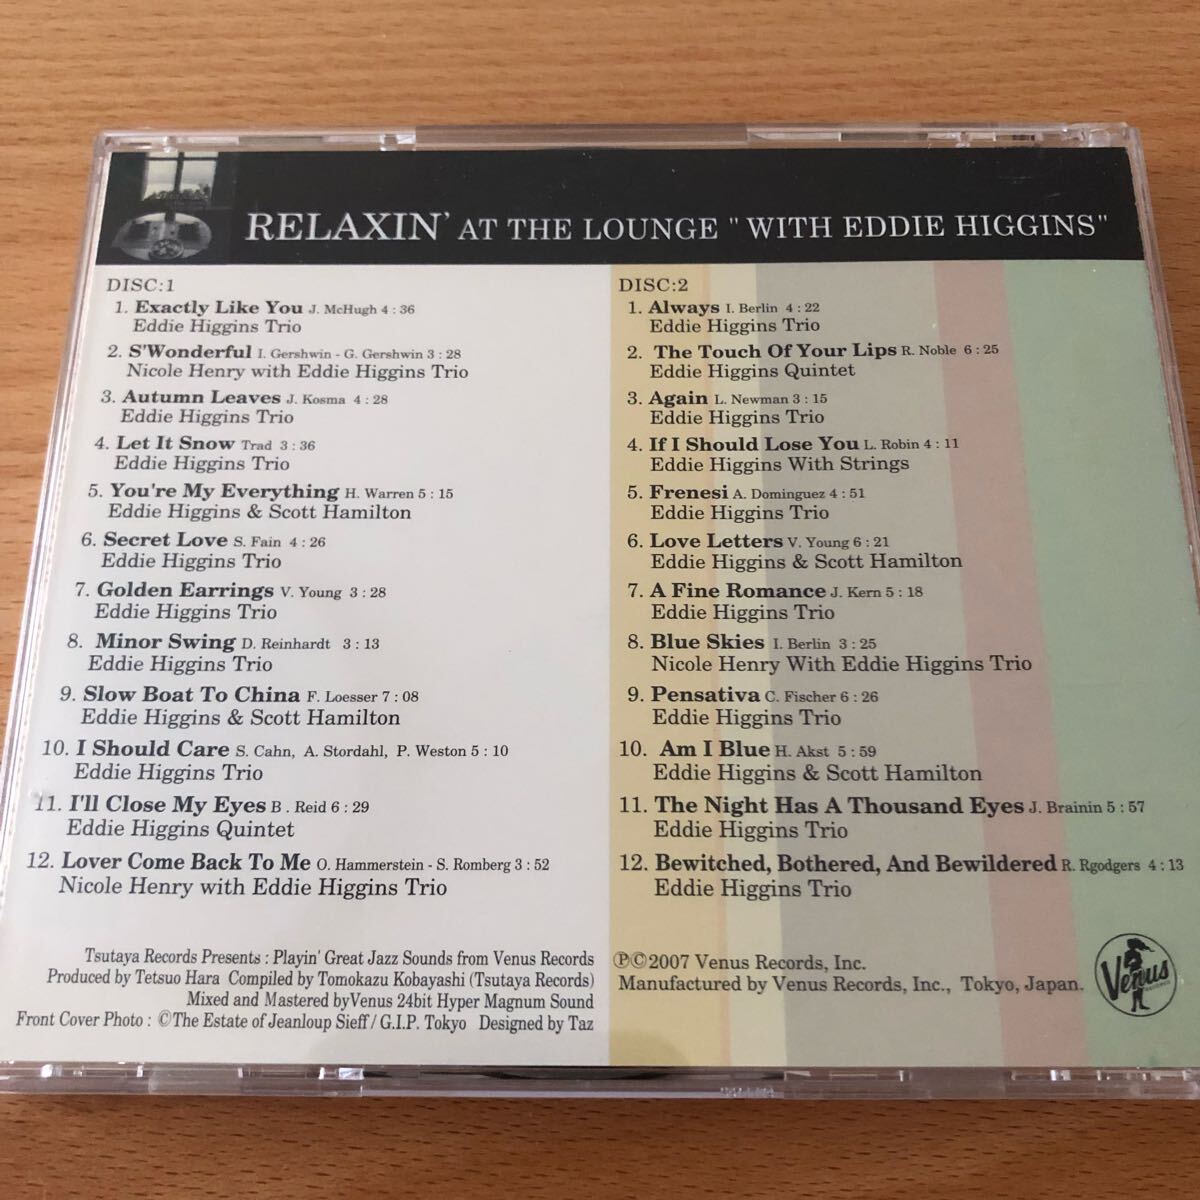 RELAXIN' AT THE LOUNGE "WITH EDDIE HIGGINS"
DISC:1
1. Exactly Like You J. McHugh 4 : 36
Eddie Higgins Trio
2. S'Wonderful I. Gershwin - G. Gershwin 3 : 28
Nicole Henry with Eddie Higgins Trio
3. Autumn Leaves J. Kosma 4 : 28
Eddie Higgins Trio
4. Let It Snow Trad 3 : 36
Eddie Higgins Trio
5. You're My Everything H. Warren 5 : 15
Eddie Higgins & Scott Hamilton
6. Secret Love S. Fain 4 : 26
Eddie Higgins Trio
7. Golden Earrings V. Young 3 : 28
Eddie Higgins Trio
8. Minor Swing D. Reinhardt 3 : 13
Eddie Higgins Trio
9. Slow Boat To China F. Loesser 7 : 08
Eddie Higgins & Scott Hamilton
10. I Should Care S. Cahn, A. Stordahl, P. Weston 5 : 10
Eddie Higgins Trio
11. I'll Close My Eyes B . Reid 6 : 29
Eddie Higgins Quintet
12. Lover Come Back To Me O. Hammerstein - S. Romberg 3 : 52
Nicole Henry with Eddie Higgins Trio
Tsutaya Records Presents : Playin' Great Jazz Sounds from Venus Records
Produced by Tetsuo Hara Compiled by Tomokazu Kobayashi (Tsutaya Records)
Mixed and Mastered byVenus 24bit Hyper Magnum Sound
Front Cover Photo : ©The Estate of Jeanloup Sieff / G.I.P. Tokyo Designed by Taz
DISC:2
1. Always I. Berlin 4 : 22
Eddie Higgins Trio
2. The Touch Of Your Lips R. Noble 6 : 25
Eddie Higgins Quintet
3. Again L. Newman 3 : 15
Eddie Higgins Trio
4. If I Should Lose You L. Robin 4 : 11
Eddie Higgins With Strings
5. Frenesi A. Dominguez 4 : 51
Eddie Higgins Trio
6. Love Letters V. Young 6 : 21
Eddie Higgins & Scott Hamilton
7. A Fine Romance J. Kern 5 : 18
Eddie Higgins Trio
8. Blue Skies I. Berlin 3 : 25
Nicole Henry With Eddie Higgins Trio
9. Pensativa C. Fischer 6 : 26
Eddie Higgins Trio
10. Am I Blue H. Akst 5 : 59
Eddie Higgins & Scott Hamilton
11. The Night Has A Thousand Eyes J. Brainin 5 : 57
Eddie Higgins Trio
12. Bewitched, Bothered, And Bewildered R. Rgodgers 4 : 13
Eddie Higgins Trio
℗©2007 Venus Records, Inc.
Manufactured by Venus Records, Inc., Tokyo, Japan.
Venus